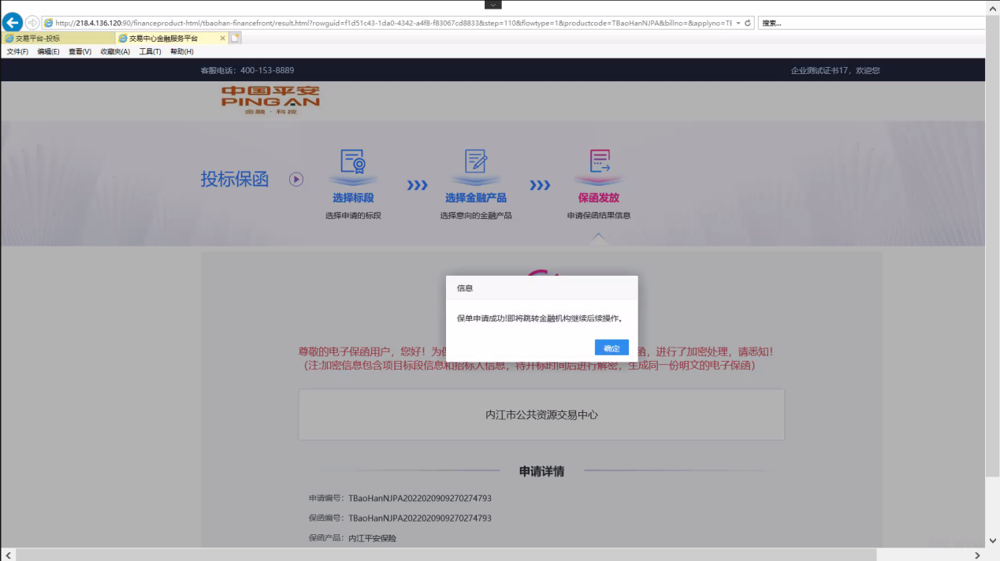 http://218.4.136.120:90/financeproduct-html/tbaohan-financefront/result.html?rowguid=f1d51c43-1da0-4342-a4f8-f83067cd8833&step=110&flowtype=1&productcode=TBaoHanNJPA&billno=&applyno=TE
搜索...
交易平台-投标
交易中心金融服务平台
文件(F) 编辑(E) 查看(V) 收藏夹(A) 工具(T) 帮助(H)
客服电话：400-153-8889
企业测试证书17，欢迎您
中国平安
PING AN
金融·科技
投标保函
选择标段
选择金融产品
保函发放
选择申请的标段
选择意向的金融产品
申请保函结果信息
信息
保单申请成功!即将跳转金融机构继续后续操作。
确定
尊敬的电子保函用户，您好！为保
函，进行了加密处理，请悉知！
（注:加密信息包含项目标段信息和招标人信息，待开标时间后进行解密，生成同一份明文的电子保函）
内江市公共资源交易中心
申请详情
申请编号：TBaoHanNJPA2022020909270274793
保函编号：TBaoHanNJPA2022020909270274793
保函产品：内江平安保险